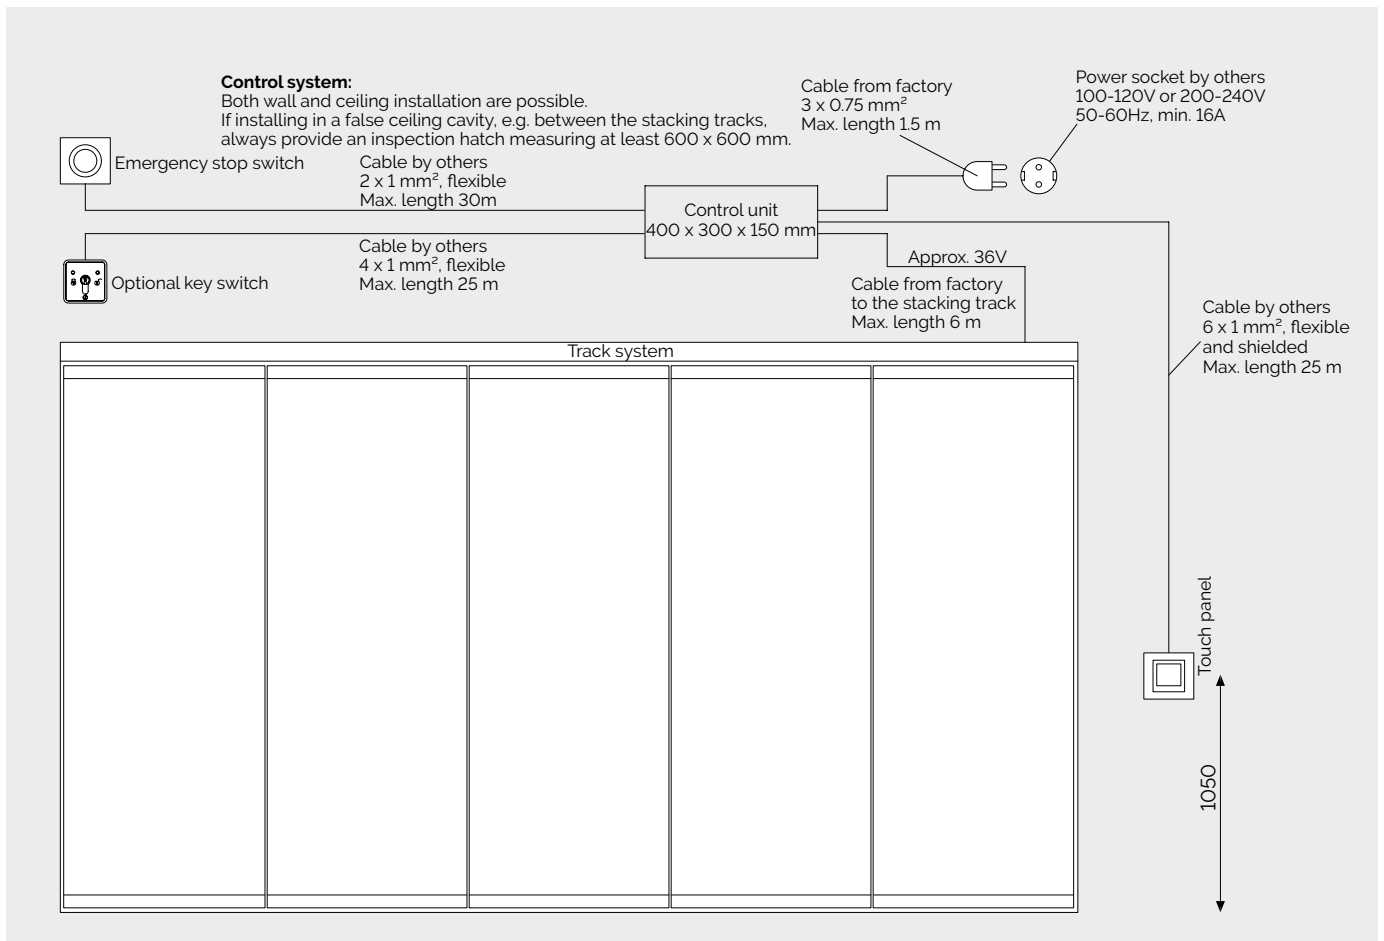 Control system:
Both wall and ceiling installation are possible.
If installing in a false ceiling cavity, e.g. between the stacking tracks,
always provide an inspection hatch measuring at least 600 x 600 mm.
Cable from factory
3 x 0.75 mm²
Max. length 1.5 m
Power socket by others
100-120V or 200-240V
50-60Hz, min. 16A
Emergency stop switch
Cable by others
2 x 1 mm², flexible
Max. length 30m
Control unit
400 x 300 x 150 mm
Cable by others
4 x 1 mm², flexible
Max. length 25 m
Optional key switch
Approx. 36V
Cable from factory
to the stacking track
Max. length 6 m
Cable by others
6 x 1 mm², flexible
and shielded
Max. length 25 m
Track system
Touch panel
1050